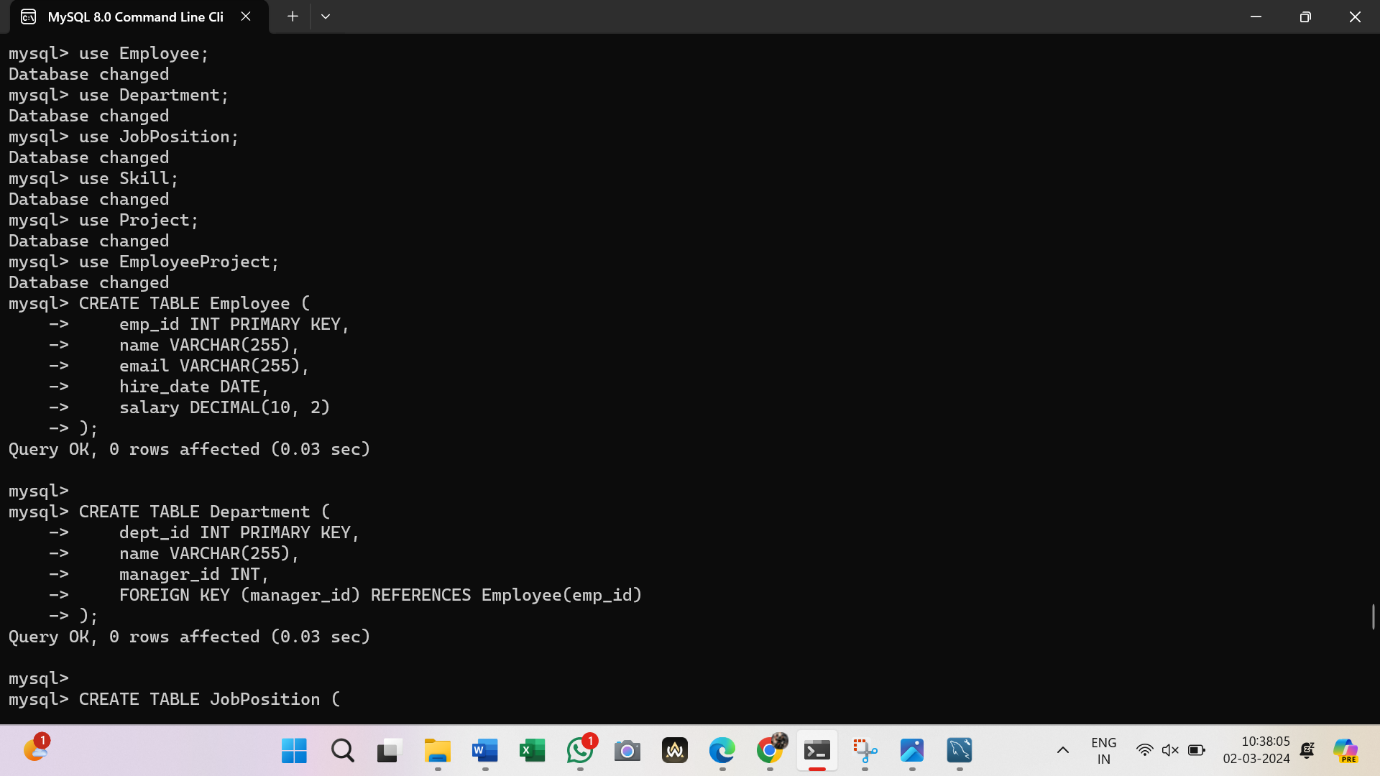 MySQL 8.0 Command Line Cli
mysql> use Employee;
Database changed
mysql> use Department;
Database changed
mysql> use JobPosition;
Database changed
mysql> use Skill;
Database changed
mysql> use Project;
Database changed
mysql> use EmployeeProject;
Database changed
mysql> CREATE TABLE Employee (
    ->     emp_id INT PRIMARY KEY,
    ->     name VARCHAR(255),
    ->     email VARCHAR(255),
    ->     hire_date DATE,
    ->     salary DECIMAL(10, 2)
    -> );
Query OK, 0 rows affected (0.03 sec)
mysql>
mysql> CREATE TABLE Department (
    ->     dept_id INT PRIMARY KEY,
    ->     name VARCHAR(255),
    ->     manager_id INT,
    ->     FOREIGN KEY (manager_id) REFERENCES Employee(emp_id)
    -> );
Query OK, 0 rows affected (0.03 sec)
mysql>
mysql> CREATE TABLE JobPosition (
1
W
X
1
ENG
IN
10:38:05
02-03-2024
PRE